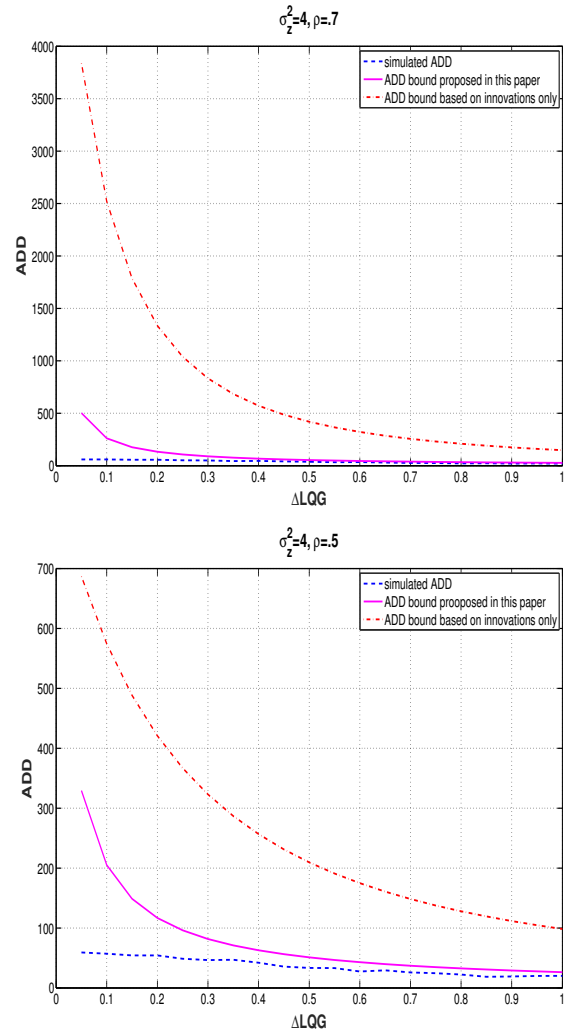 σz²=4, ρ=.7
simulated ADD
ADD bound proposed in this paper
ADD bound based on innovations only
4000
3500
3000
2500
2000
1500
1000
500
0
ADD
0 0.1 0.2 0.3 0.4 0.5 0.6 0.7 0.8 0.9 1
ΔLQG
σz²=4, ρ=.5
simulated ADD
ADD bound prooposed in this paper
ADD bound based on innovations only
700
600
500
400
300
200
100
0
ADD
0 0.1 0.2 0.3 0.4 0.5 0.6 0.7 0.8 0.9 1
ΔLQG